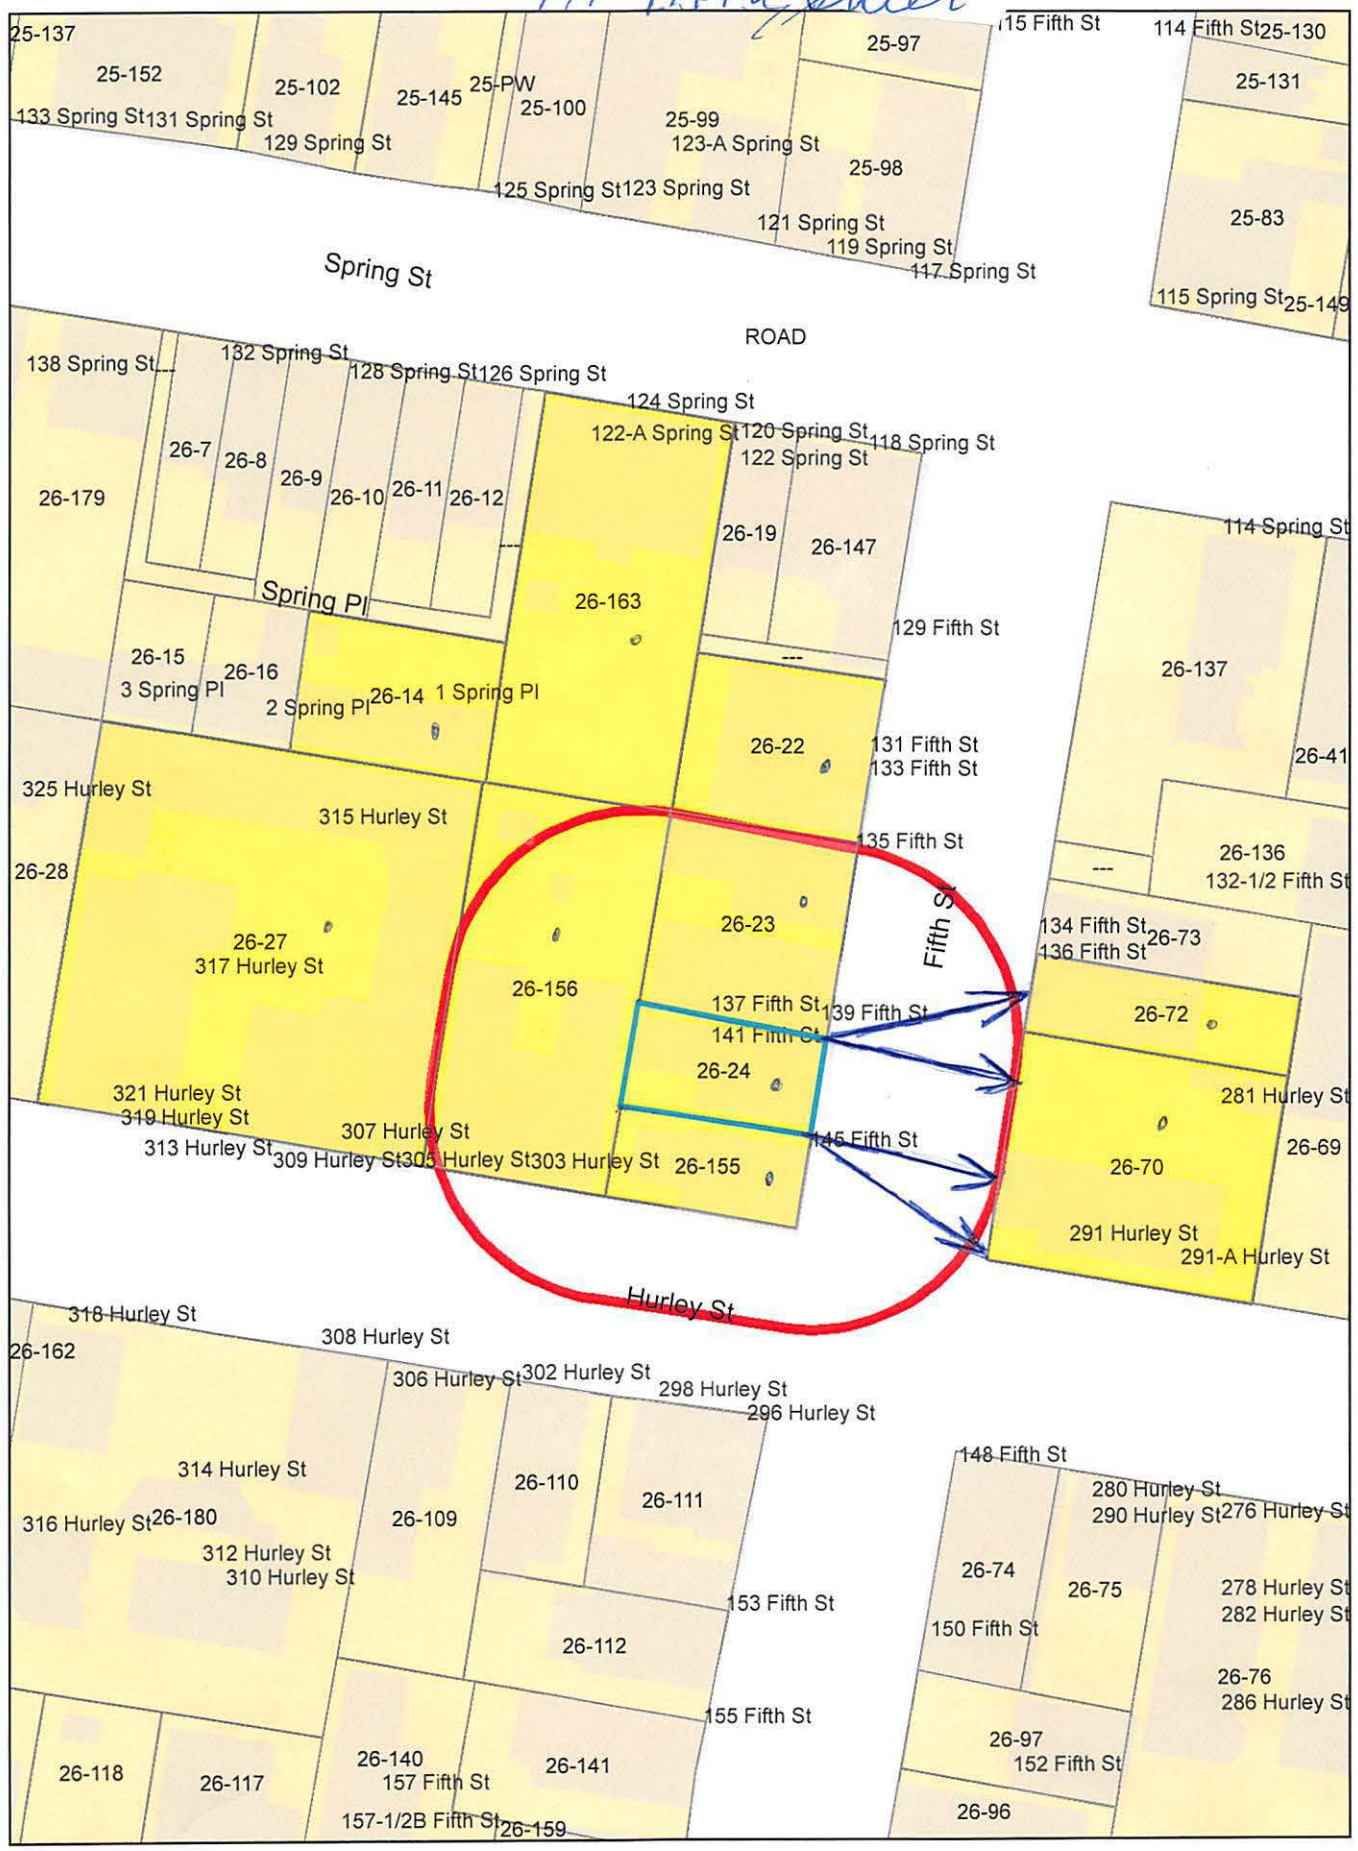 Fifth Street
25-137
115 Fifth St
114 Fifth St 25-130
25-97
25-152
25-102
25-145
25-PW
25-100
25-131
133 Spring St 131 Spring St
129 Spring St
25-99
123-A Spring St
25-98
125 Spring St 123 Spring St
121 Spring St
119 Spring St
117 Spring St
25-83
115 Spring St 25-149
Spring St
ROAD
138 Spring St
---
132 Spring St
128 Spring St 126 Spring St
124 Spring St
122-A Spring St
120 Spring St
118 Spring St
122 Spring St
26-7
26-8
26-9
26-10
26-11
26-12
26-179
---
26-19
26-147
114 Spring St
Spring Pl
26-163
129 Fifth St
---
26-137
26-15
3 Spring Pl
26-16
2 Spring Pl
26-14
1 Spring Pl
26-22
131 Fifth St
133 Fifth St
26-41
325 Hurley St
315 Hurley St
135 Fifth St
26-136
132-1/2 Fifth St
---
26-28
Fifth St
26-23
134 Fifth St
26-73
136 Fifth St
26-27
317 Hurley St
26-156
137 Fifth St
139 Fifth St
26-72
141 Fifth St
26-24
321 Hurley St
319 Hurley St
313 Hurley St
307 Hurley St
309 Hurley St 305 Hurley St 303 Hurley St
145 Fifth St
26-155
281 Hurley St
26-69
26-70
291 Hurley St
291-A Hurley St
Hurley St
318 Hurley St
26-162
308 Hurley St
306 Hurley St
302 Hurley St
298 Hurley St
296 Hurley St
314 Hurley St
316 Hurley St 26-180
312 Hurley St
310 Hurley St
26-109
26-110
26-111
148 Fifth St
280 Hurley St
290 Hurley St
276 Hurley St
26-74
26-75
278 Hurley St
282 Hurley St
150 Fifth St
153 Fifth St
26-112
26-76
286 Hurley St
155 Fifth St
26-97
152 Fifth St
26-118
26-117
26-140
157 Fifth St
26-141
157-1/2B Fifth St
26-159
26-96